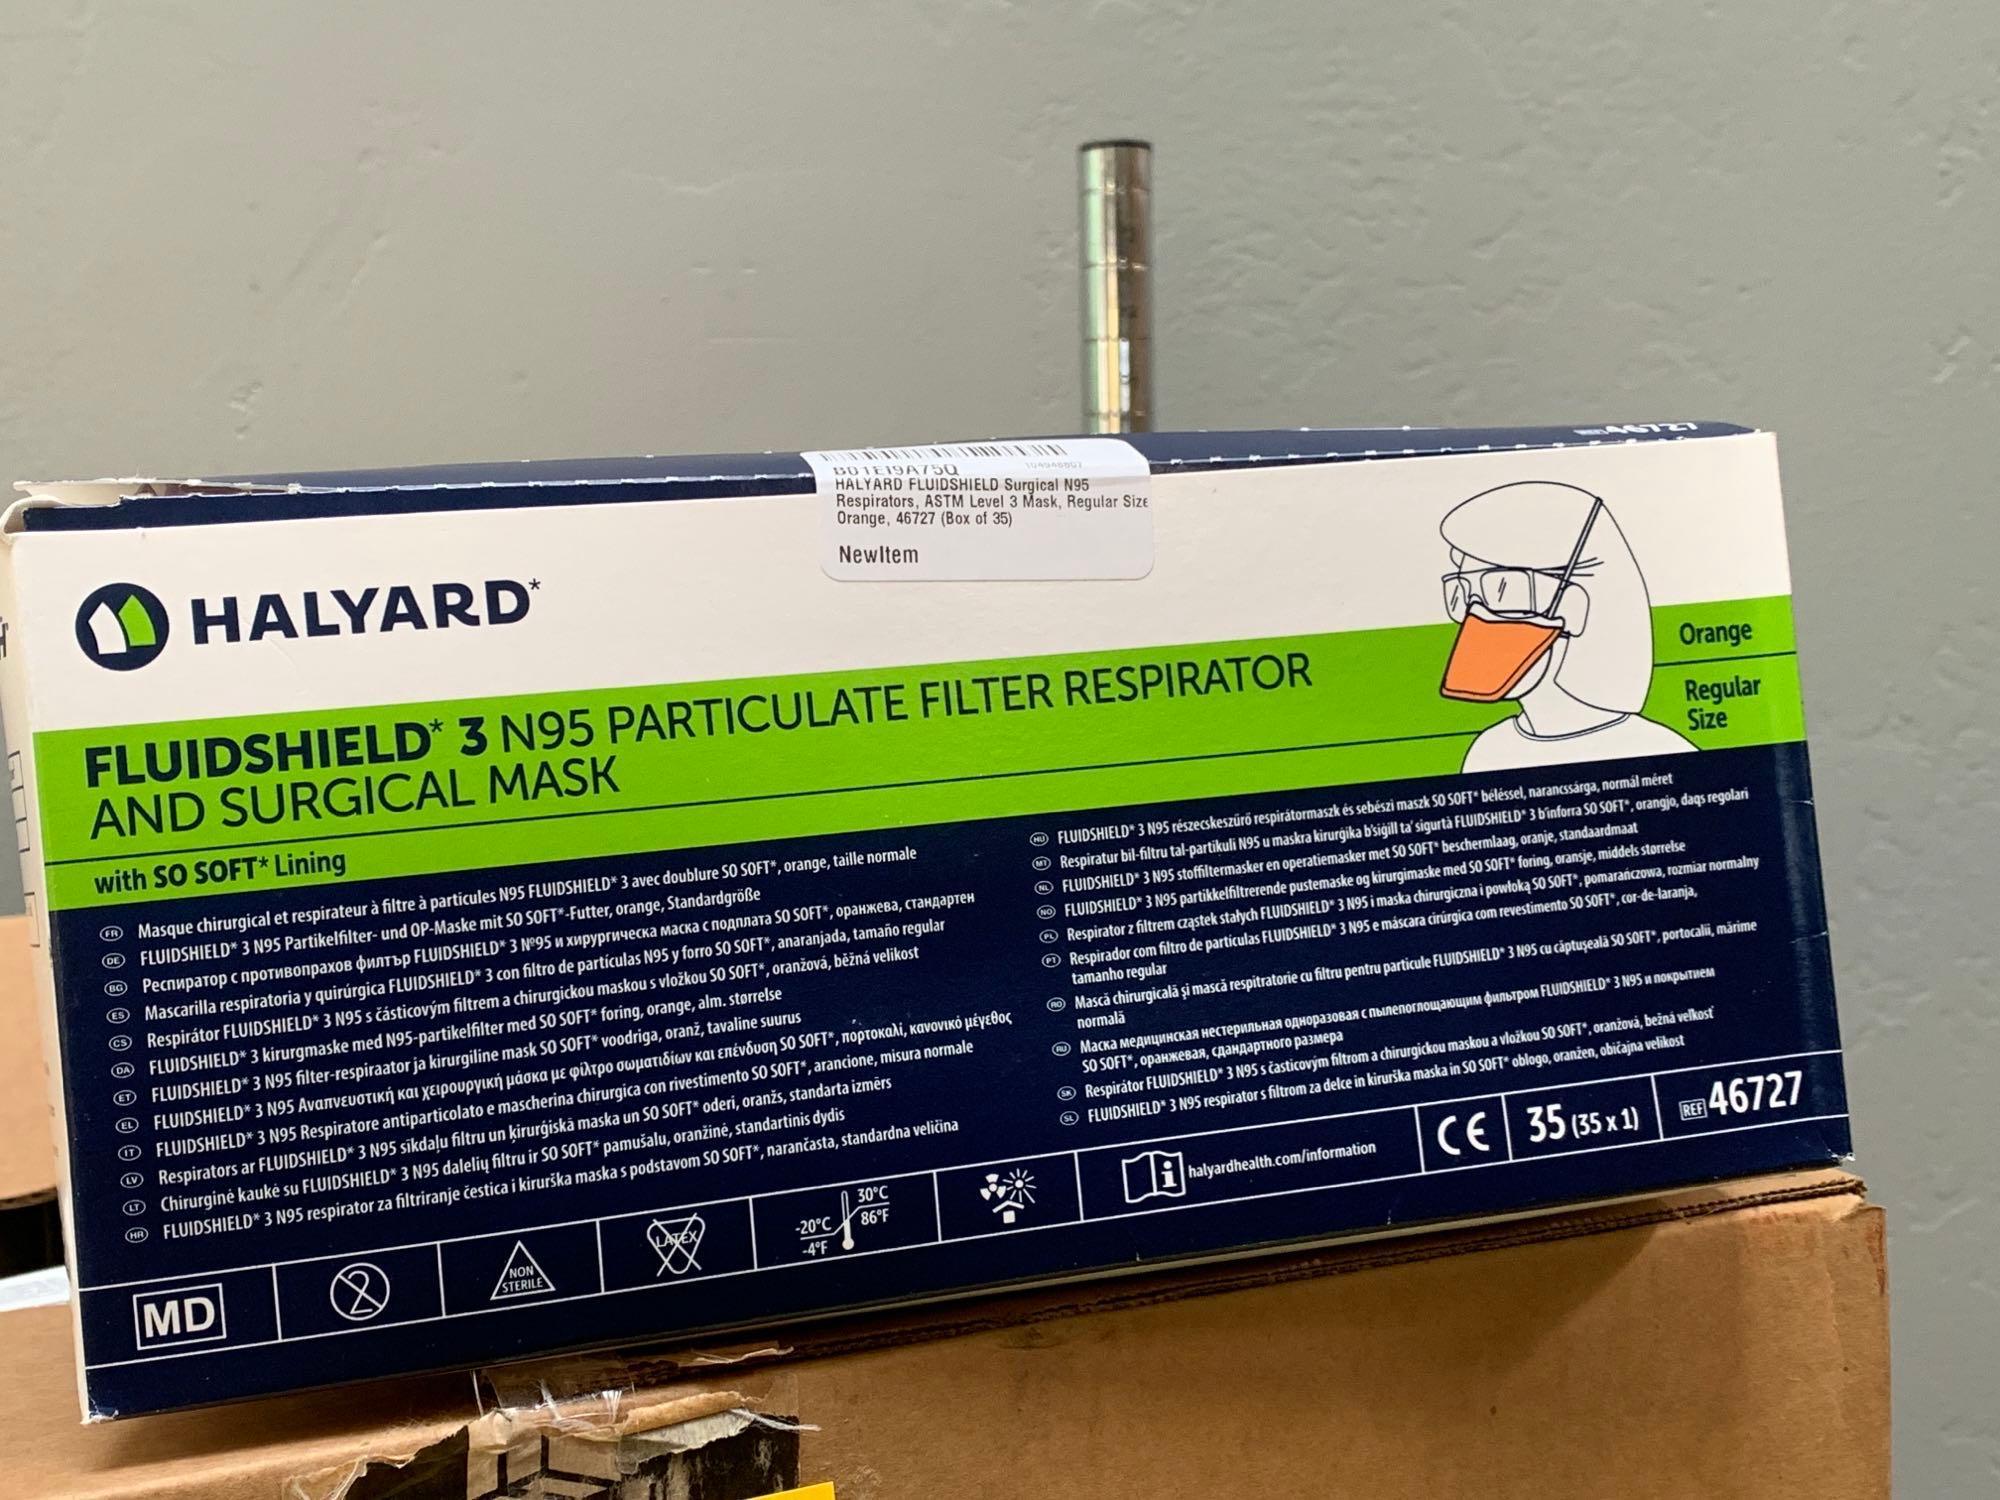 REF 46727
B01EI9A75Q
104948807
HALYARD FLUIDSHIELD Surgical N95
Respirators, ASTM Level 3 Mask, Regular Size
Orange, 46727 (Box of 35)
NewItem
HALYARD*
FLUIDSHIELD* 3 N95 PARTICULATE FILTER RESPIRATOR
AND SURGICAL MASK
with SO SOFT* Lining
Orange
Regular
Size
FR Masque chirurgical et respirateur à filtre à particules N95 FLUIDSHIELD* 3 avec doublure SO SOFT*, orange, taille normale
DE FLUIDSHIELD* 3 N95 Partikelfilter- und OP-Maske mit SO SOFT*-Futter, orange, Standardgröße
BG Респиратор с противопрахов филтър FLUIDSHIELD* 3 №95 и хирургическа маска с подплата SO SOFT*, оранжева, стандартен
ES Mascarilla respiratoria y quirúrgica FLUIDSHIELD* 3 con filtro de partículas N95 y forro SO SOFT*, anaranjada, tamaño regular
CS Respirátor FLUIDSHIELD* 3 N95 s částicovým filtrem a chirurgickou maskou s vložkou SO SOFT*, oranžová, běžná velikost
DA FLUIDSHIELD* 3 kirurgmaske med N95-partikelfilter med SO SOFT* foring, orange, alm. størrelse
ET FLUIDSHIELD* 3 N95 filter-respiraator ja kirurgiline mask SO SOFT* voodriga, oranž, tavaline suurus
EL FLUIDSHIELD* 3 N95 Αναπνευστική και χειρουργική μάσκα με φίλτρο σωματιδίων και επένδυση SO SOFT*, πορτοκαλί, κανονικό μέγεθος
IT FLUIDSHIELD* 3 N95 Respiratore antiparticolato e mascherina chirurgica con rivestimento SO SOFT*, arancione, misura normale
LV Respirators ar FLUIDSHIELD* 3 N95 sīkdaļu filtru un ķirurģiskā maska un SO SOFT* oderi, oranžs, standarta izmērs
LT Chirurginė kaukė su FLUIDSHIELD* 3 N95 dalelių filtru ir SO SOFT* pamušalu, oranžinė, standartinis dydis
HR FLUIDSHIELD* 3 N95 respirator za filtriranje čestica i kirurška maska s podstavom SO SOFT*, narančasta, standardna veličina
HU FLUIDSHIELD* 3 N95 részecskeszűrő respirátormaszk és sebészi maszk SO SOFT* béléssel, narancssárga, normál méret
MT Respiratur bil-filtru tal-partikuli N95 u maskra kirurġika b'siġill ta' sigurtà FLUIDSHIELD* 3 b'inforra SO SOFT*, oranġjo, daqs regolari
NL FLUIDSHIELD* 3 N95 stoffiltermasker en operatiemasker met SO SOFT* beschermlaag, oranje, standaardmaat
NO FLUIDSHIELD* 3 N95 partikkelfiltrerende pustemaske og kirurgimaske med SO SOFT* foring, oransje, middels størrelse
PL Respirator z filtrem cząstek stałych FLUIDSHIELD* 3 N95 i maska chirurgiczna i powłoką SO SOFT*, pomarańczowa, rozmiar normalny
PT Respirador com filtro de partículas FLUIDSHIELD* 3 N95 e máscara cirúrgica com revestimento SO SOFT*, cor-de-laranja,
tamanho regular
RO Mască chirurgicală și mască respitratorie cu filtru pentru particule FLUIDSHIELD* 3 N95 cu căptușeală SO SOFT*, portocalii, mărime
normală
RU Маска медицинская нестерильная одноразовая с пылепоглощающим фильтром FLUIDSHIELD* 3 N95 и покрытием
SO SOFT*, оранжевая, сдандартного размера
SK Respirátor FLUIDSHIELD* 3 N95 s časticovým filtrom a chirurgickou maskou a vložkou SO SOFT*, oranžová, bežná veľkosť
SL FLUIDSHIELD* 3 N95 respirator s filtrom za delce in kirurška maska in SO SOFT* oblogo, oranžen, običajna velikost
MD
2
NON
STERILE
LATEX
-20°C
-4°F
30°C
86°F
halyardhealth.com/information
CE
35 (35 x 1)
REF 46727